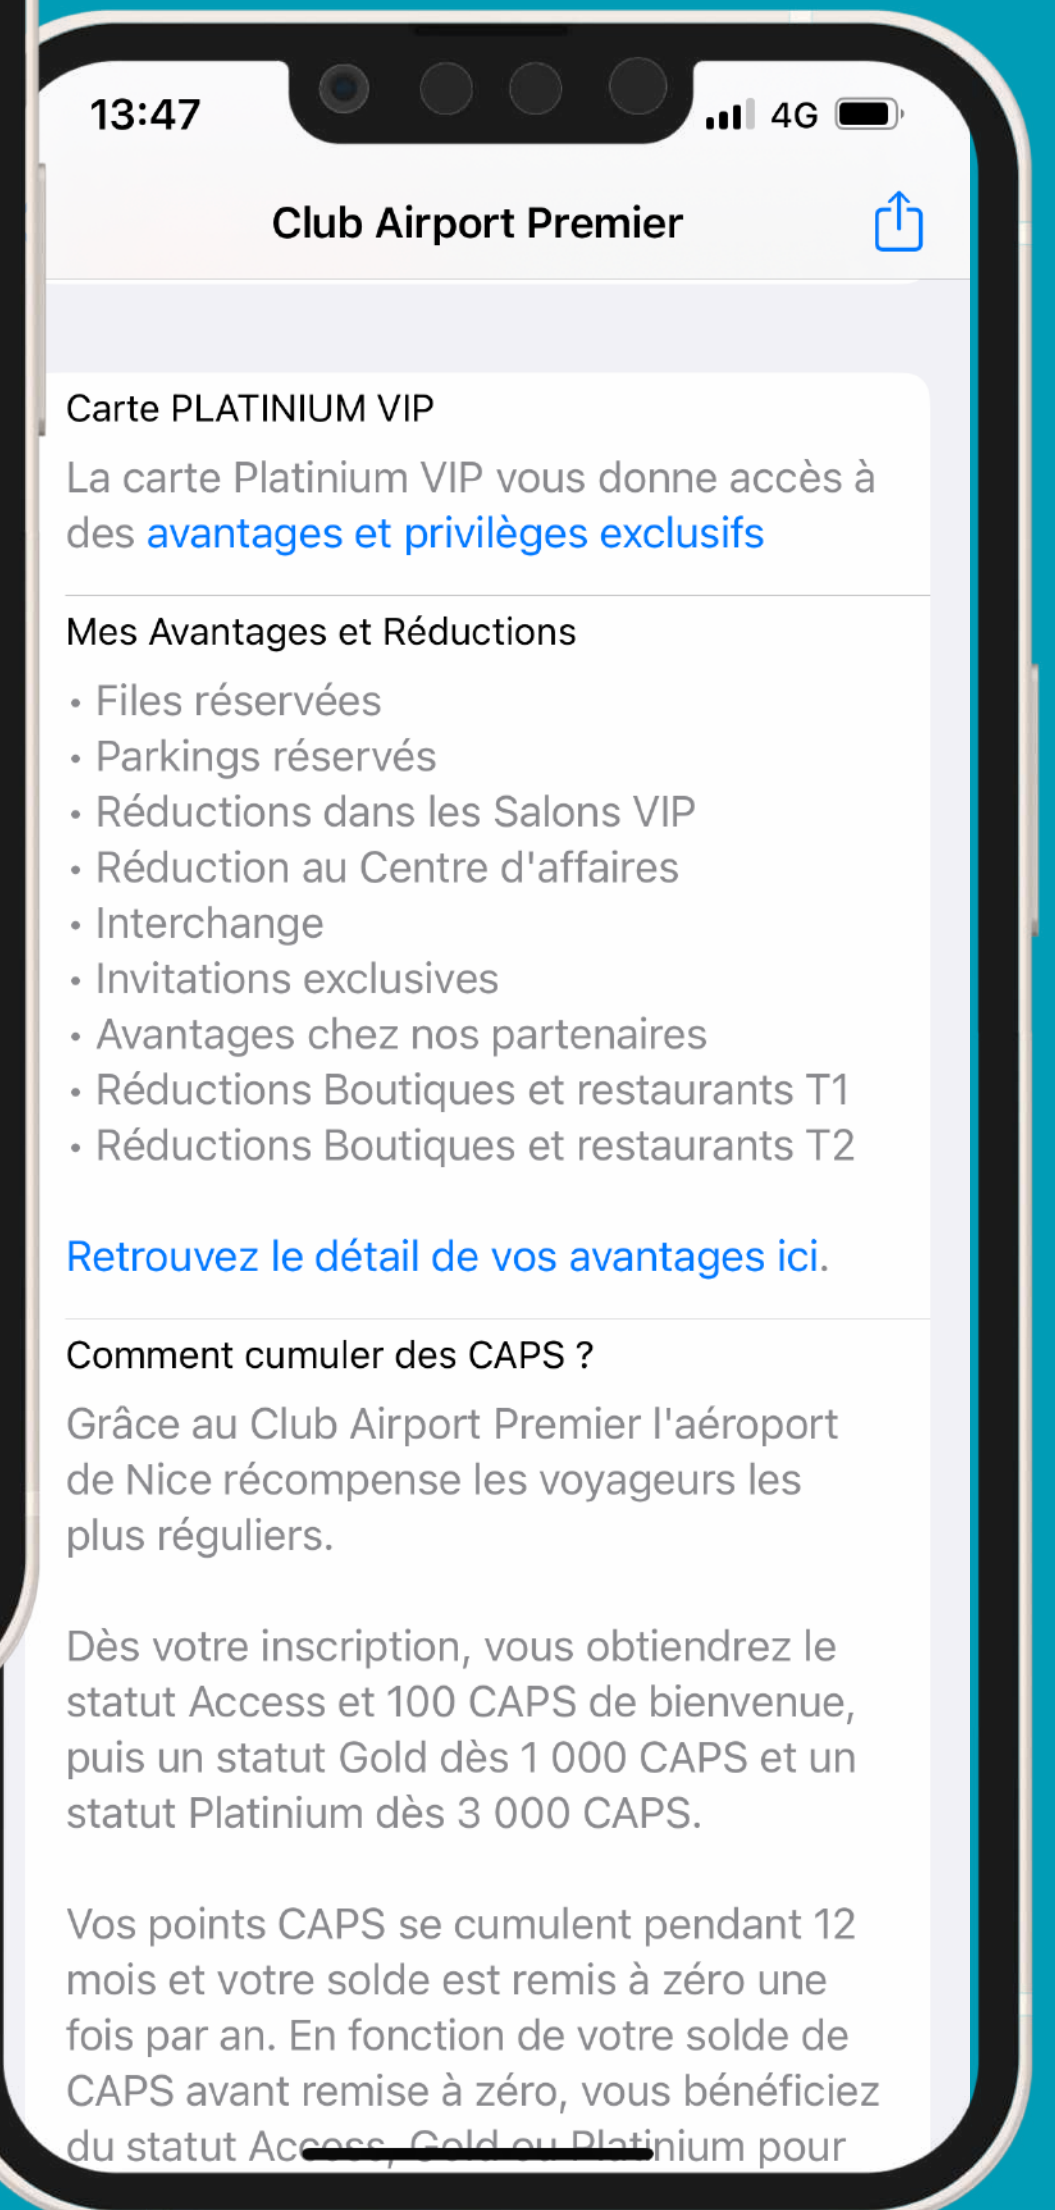 13:47
4G
Club Airport Premier
Carte PLATINIUM VIP
La carte Platinium VIP vous donne accès à
des avantages et privilèges exclusifs
Mes Avantages et Réductions
• Files réservées
• Parkings réservés
• Réductions dans les Salons VIP
• Réduction au Centre d'affaires
• Interchange
• Invitations exclusives
• Avantages chez nos partenaires
• Réductions Boutiques et restaurants T1
• Réductions Boutiques et restaurants T2
Retrouvez le détail de vos avantages ici.
Comment cumuler des CAPS ?
Grâce au Club Airport Premier l'aéroport
de Nice récompense les voyageurs les
plus réguliers.
Dès votre inscription, vous obtiendrez le
statut Access et 100 CAPS de bienvenue,
puis un statut Gold dès 1 000 CAPS et un
statut Platinium dès 3 000 CAPS.
Vos points CAPS se cumulent pendant 12
mois et votre solde est remis à zéro une
fois par an. En fonction de votre solde de
CAPS avant remise à zéro, vous bénéficiez
du statut Access, Gold ou Platinium pour